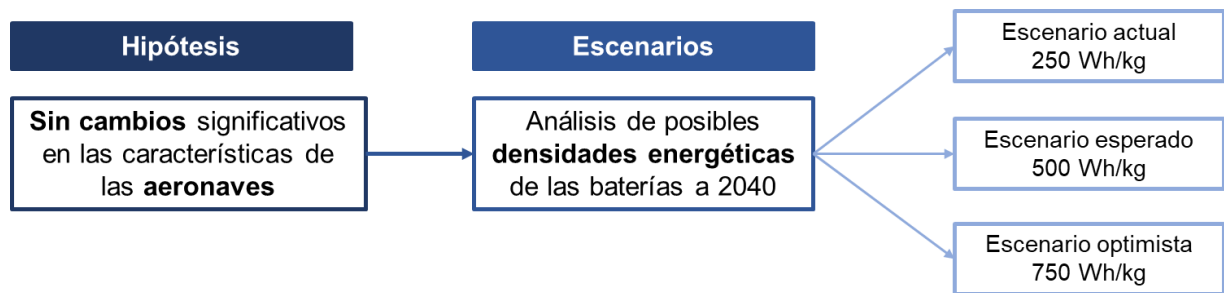 Hipótesis
Sin cambios significativos
en las características de
las aeronaves
Escenarios
Análisis de posibles
densidades energéticas
de las baterías a 2040
Escenario actual
250 Wh/kg
Escenario esperado
500 Wh/kg
Escenario optimista
750 Wh/kg